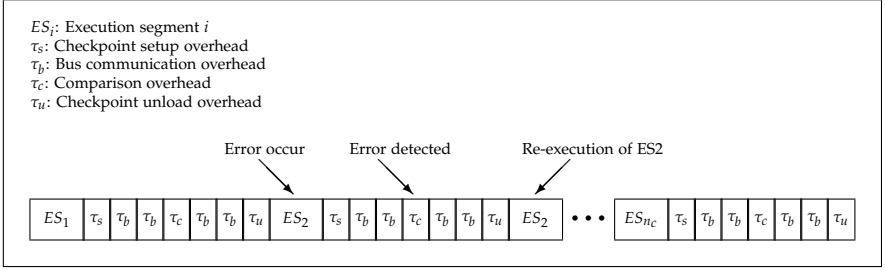 ES_i: Execution segment i
τ_s: Checkpoint setup overhead
τ_b: Bus communication overhead
τ_c: Comparison overhead
τ_u: Checkpoint unload overhead
Error occur Error detected Re-execution of ES2
ES_1 τ_s τ_b τ_b τ_c τ_b τ_b τ_u ES_2 τ_s τ_b τ_b τ_c τ_b τ_b τ_u ES_2 ••• ES_{n_c} τ_s τ_b τ_b τ_c τ_b τ_b τ_u